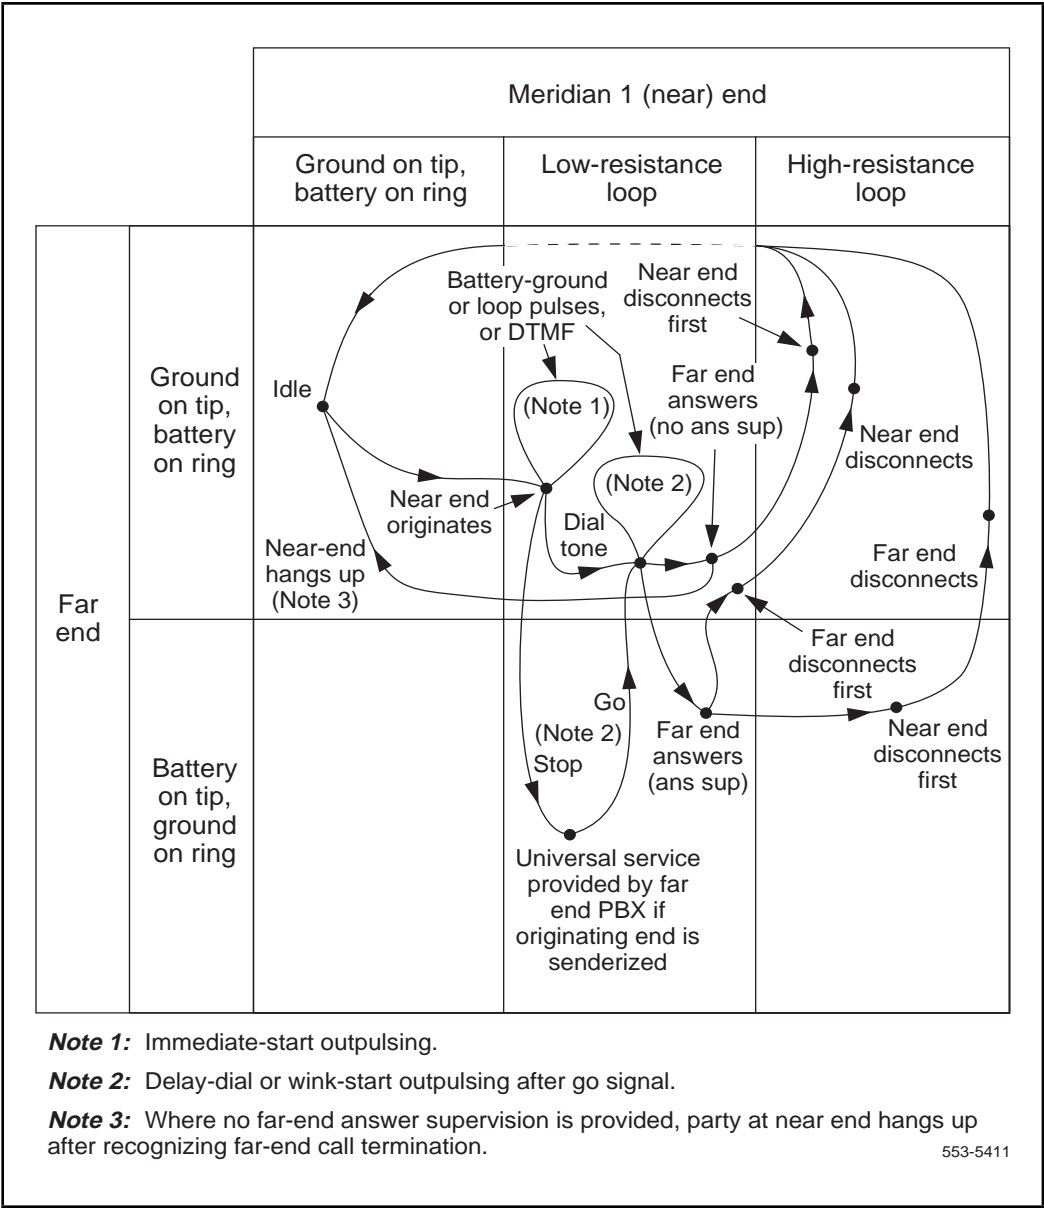 Meridian 1 (near) end
Ground on tip,
battery on ring
Low-resistance
loop
High-resistance
loop
Far
end
Ground
on tip,
battery
on ring
Battery
on tip,
ground
on ring
Idle
Battery-ground
or loop pulses,
or DTMF
(Note 1)
(Note 2)
Near end
disconnects
first
Far end
answers
(no ans sup)
Near end
disconnects
Near end
originates
Dial
tone
Near-end
hangs up
(Note 3)
Far end
disconnects
Far end
disconnects
first
Go
(Note 2)
Stop
Far end
answers
(ans sup)
Near end
disconnects
first
Universal service
provided by far
end PBX if
originating end is
senderized
Note 1: Immediate-start outpulsing.
Note 2: Delay-dial or wink-start outpulsing after go signal.
Note 3: Where no far-end answer supervision is provided, party at near end hangs up
after recognizing far-end call termination.
553-5411